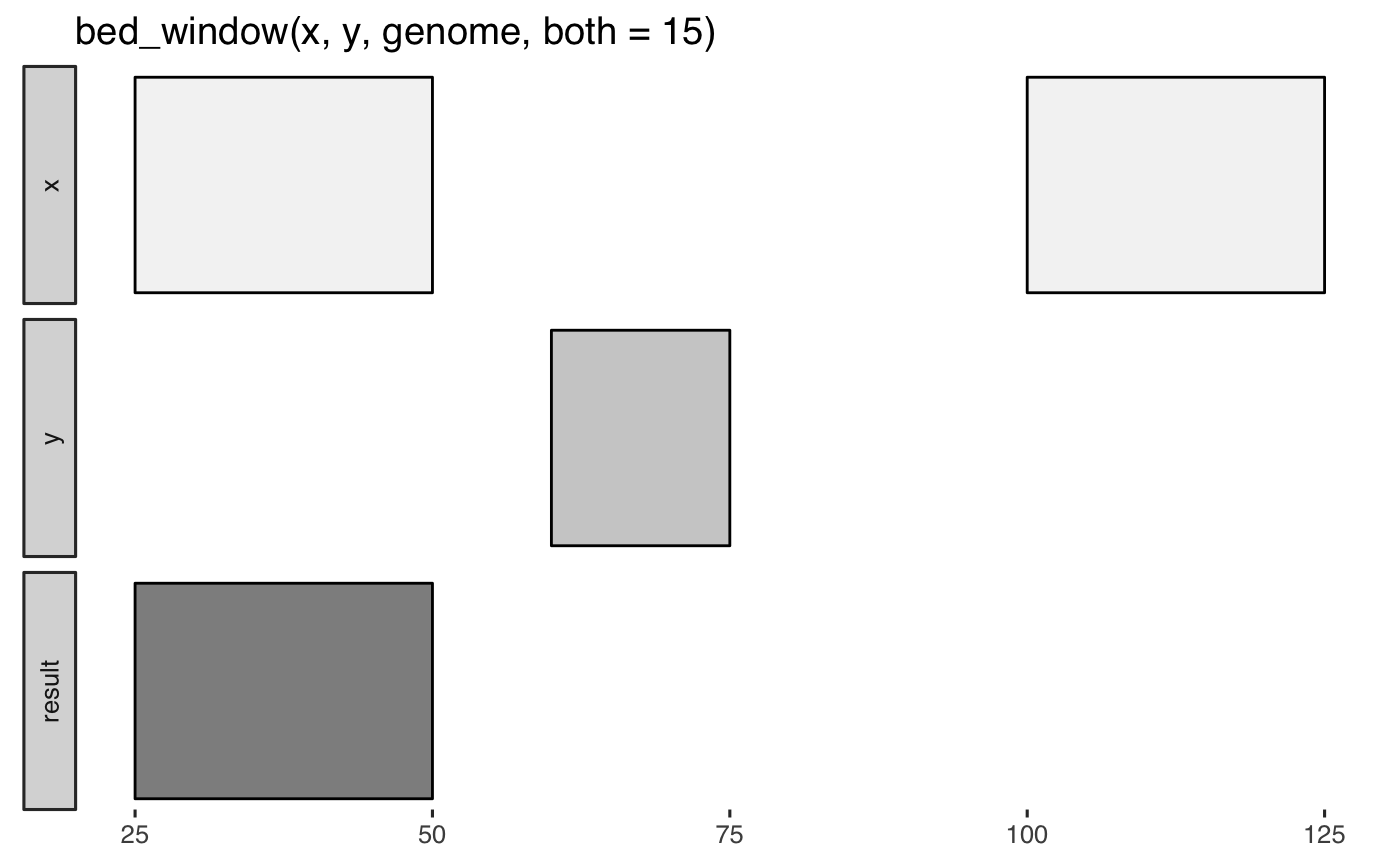 bed_window(x, y, genome, both = 15)
x
y
result
25 50 75 100 125